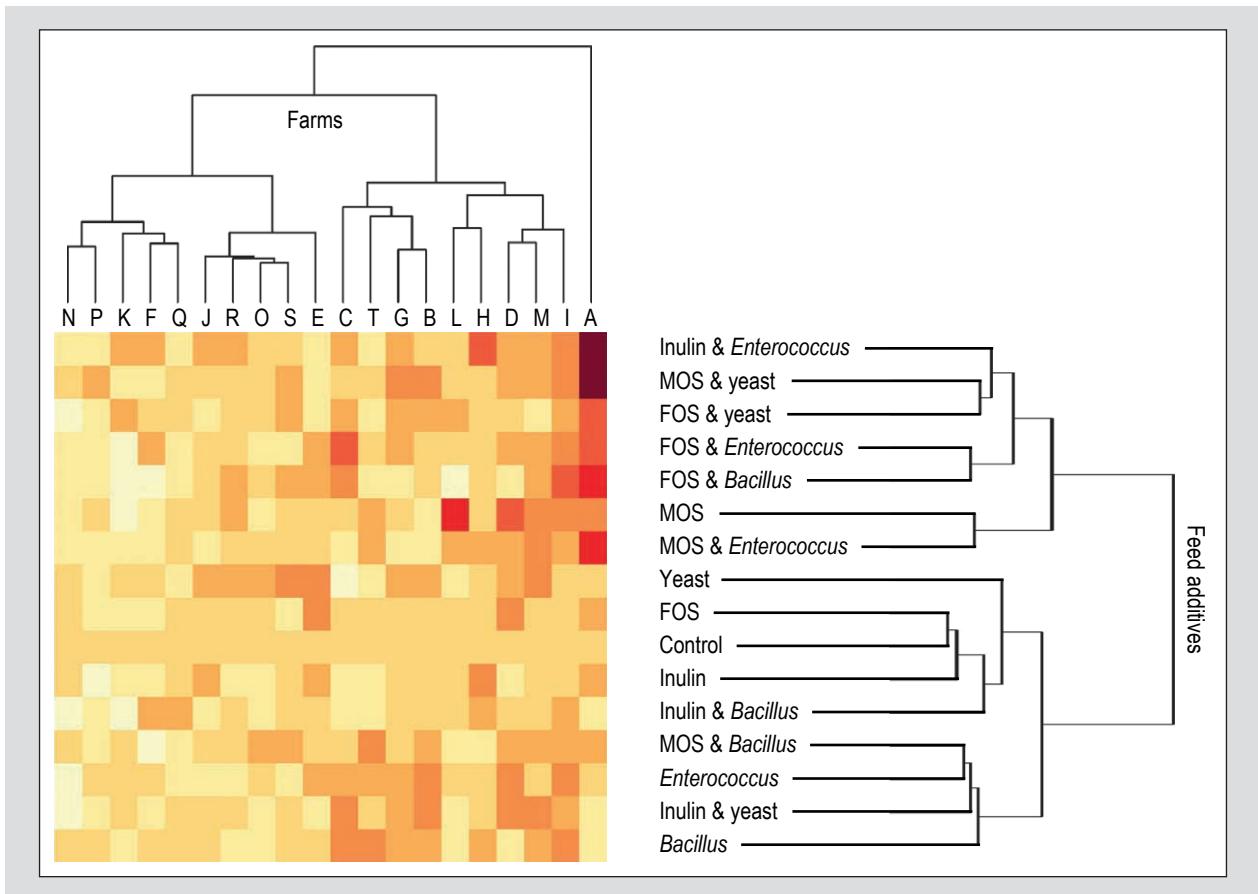 Farms
N P K F Q J R O S E C T G B L H D M I A
Inulin & Enterococcus
MOS & yeast
FOS & yeast
FOS & Enterococcus
FOS & Bacillus
MOS
MOS & Enterococcus
Yeast
FOS
Control
Inulin
Inulin & Bacillus
MOS & Bacillus
Enterococcus
Inulin & yeast
Bacillus
Feed additives